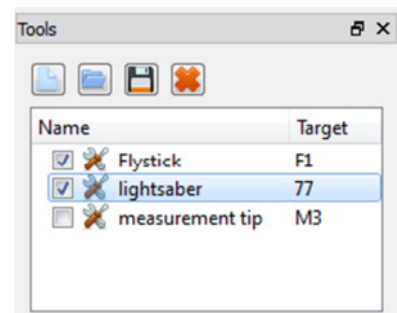 Tools
Name Target
Flystick F1
lightsaber 77
measurement tip M3